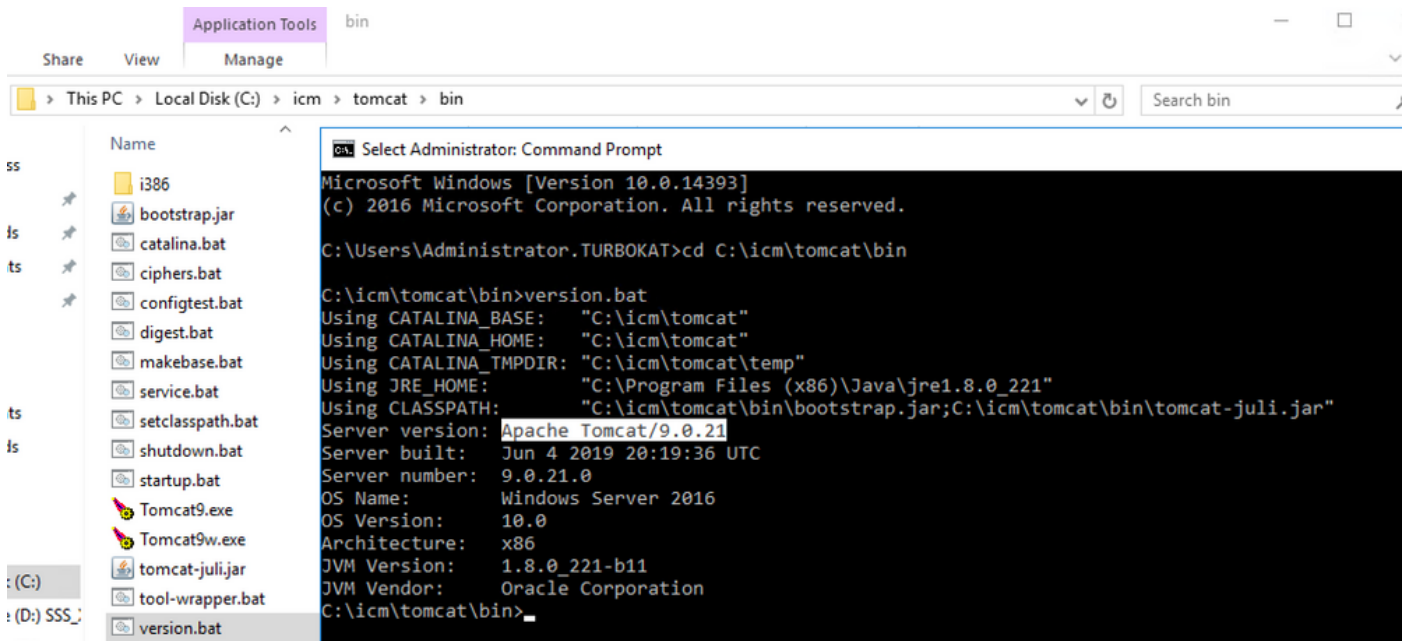 Application Tools bin
Share View Manage
This PC > Local Disk (C:) > icm > tomcat > bin
Search bin
Name
ss
ds
ts
ts
ds
: (C:)
e (D:) SSS_
i386
bootstrap.jar
catalina.bat
ciphers.bat
configtest.bat
digest.bat
makebase.bat
service.bat
setclasspath.bat
shutdown.bat
startup.bat
Tomcat9.exe
Tomcat9w.exe
tomcat-juli.jar
tool-wrapper.bat
version.bat
Select Administrator: Command Prompt
Microsoft Windows [Version 10.0.14393]
(c) 2016 Microsoft Corporation. All rights reserved.
C:\Users\Administrator.TURBOKAT>cd C:\icm\tomcat\bin
C:\icm\tomcat\bin>version.bat
Using CATALINA_BASE:   "C:\icm\tomcat"
Using CATALINA_HOME:   "C:\icm\tomcat"
Using CATALINA_TMPDIR: "C:\icm\tomcat\temp"
Using JRE_HOME:        "C:\Program Files (x86)\Java\jre1.8.0_221"
Using CLASSPATH:       "C:\icm\tomcat\bin\bootstrap.jar;C:\icm\tomcat\bin\tomcat-juli.jar"
Server version: Apache Tomcat/9.0.21
Server built:   Jun 4 2019 20:19:36 UTC
Server number:  9.0.21.0
OS Name:        Windows Server 2016
OS Version:     10.0
Architecture:   x86
JVM Version:    1.8.0_221-b11
JVM Vendor:     Oracle Corporation
C:\icm\tomcat\bin>